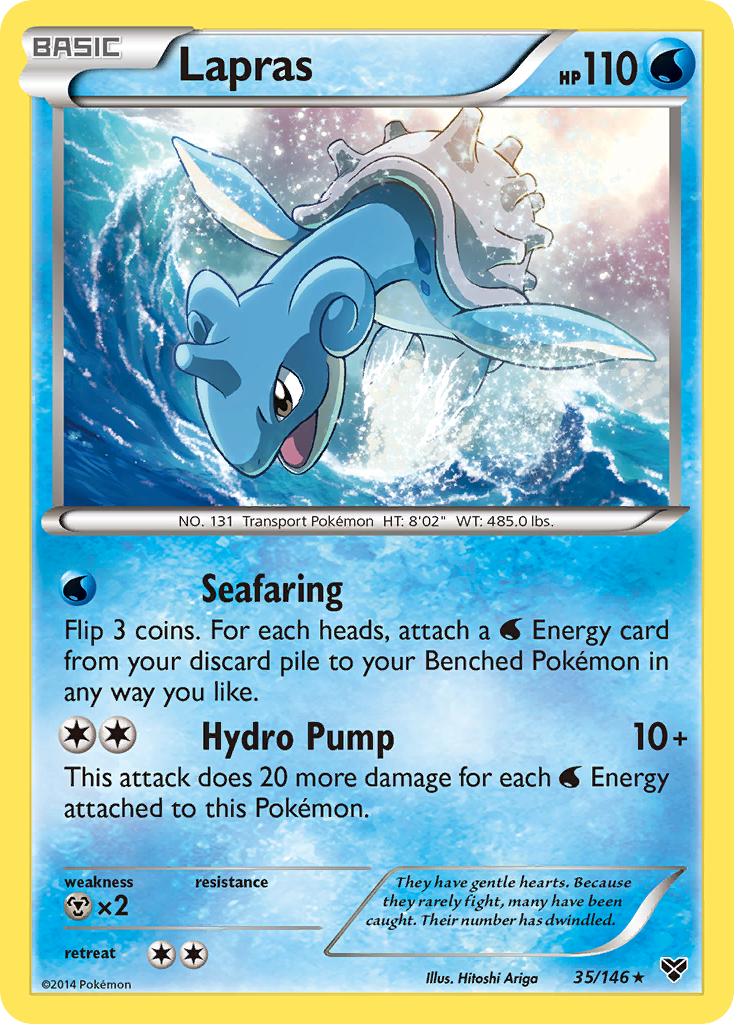 BASIC
Lapras
HP110
NO. 131 Transport Pokémon HT: 8'02" WT: 485.0 lbs.
Seafaring
Flip 3 coins. For each heads, attach a Energy card
from your discard pile to your Benched Pokémon in
any way you like.
Hydro Pump 10+
This attack does 20 more damage for each Energy
attached to this Pokémon.
weakness resistance
×2
They have gentle hearts. Because
they rarely fight, many have been
caught. Their number has dwindled.
retreat
©2014 Pokémon
Illus. Hitoshi Ariga 35/146★